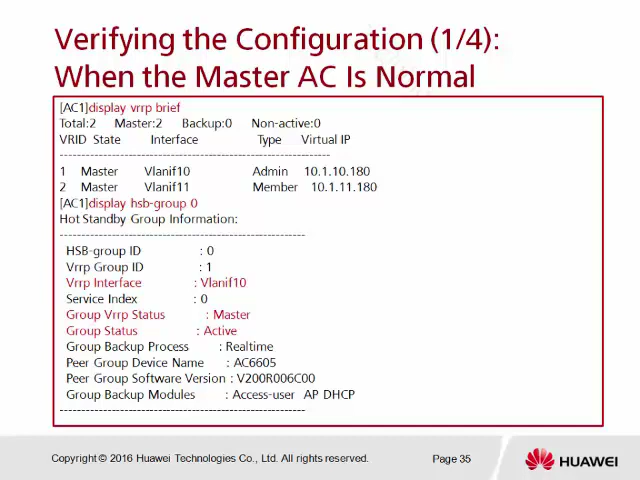 Verifying the Configuration (1/4):
When the Master AC Is Normal
[AC1]display vrrp brief
Total:2 Master:2 Backup:0 Non-active:0
VRID State Interface Type Virtual IP
----------------------------------------------------------------
1 Master Vlanif10 Admin 10.1.10.180
2 Master Vlanif11 Member 10.1.11.180
[AC1]display hsb-group 0
Hot Standby Group Information:
----------------------------------------------------------
HSB-group ID : 0
Vrrp Group ID : 1
Vrrp Interface : Vlanif10
Service Index : 0
Group Vrrp Status : Master
Group Status : Active
Group Backup Process : Realtime
Peer Group Device Name : AC6605
Peer Group Software Version : V200R006C00
Group Backup Modules : Access-user AP DHCP
----------------------------------------------------------
Copyright © 2016 Huawei Technologies Co., Ltd. All rights reserved. Page 35 HUAWEI